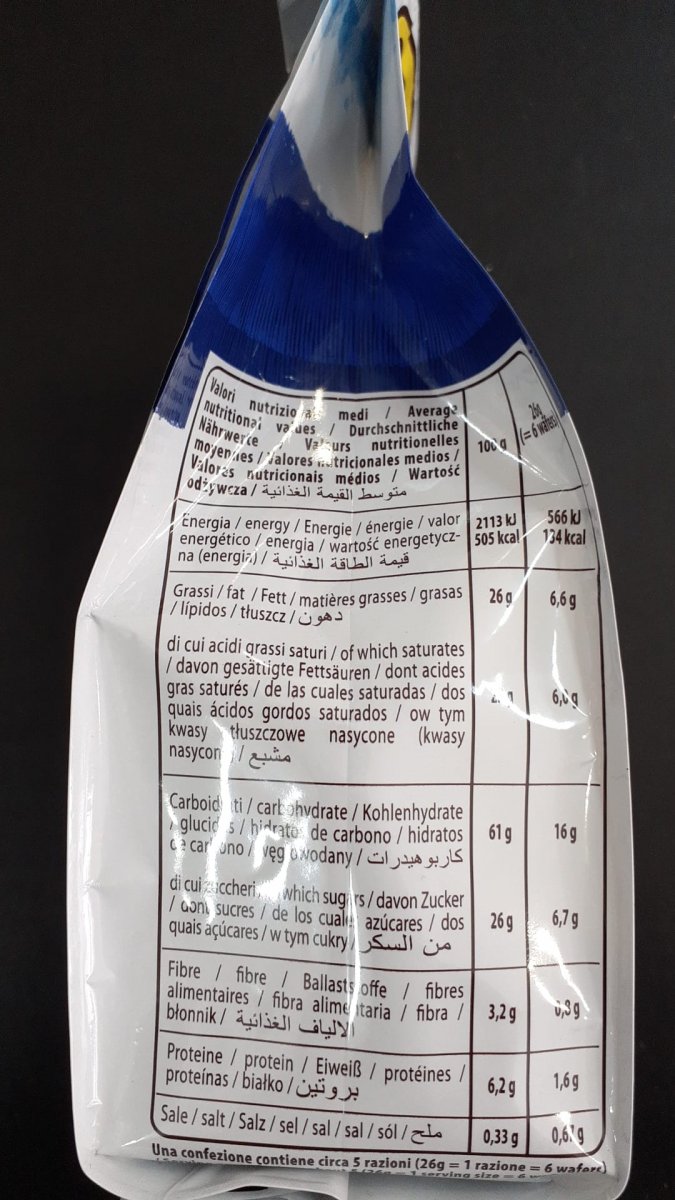 Valori nutrizionali medi / Average
nutritional values / Durchschnittliche
Nährwerte / Valeurs nutritionelles
moyennes / Valores nutricionales medios /
Valores nutricionais médios / Wartość
odżywcza / متوسط القيمة الغذائية
100 g
26g
(= 6 wafers)
Energia / energy / Energie / énergie / valor
energético / energia / wartość energetycz-
na (energia) / قيمة الطاقة الغذائية
2113 kJ 566 kJ
505 kcal 134 kcal
Grassi / fat / Fett / matières grasses / grasas
/ lípidos / tłuszcz / دهون
26 g 6,6 g
di cui acidi grassi saturi / of which saturates
/ davon gesättigte Fettsäuren / dont acides
gras saturés / de las cuales saturadas / dos
quais ácidos gordos saturados / ow tym
kwasy tłuszczowe nasycone (kwasy
nasycone) / مشبع
Carboidrati / carbohydrate / Kohlenhydrate
/ glucides / hidratos de carbono / hidratos
de carbono / węglowodany / كاربوهيدرات
61 g 16 g
di cui zuccheri / which sugars / davon Zucker
/ dont sucres / de los cuales azúcares / dos
quais açúcares / w tym cukry / من السكر
26 g 6,7 g
Fibre / fibre / Ballaststoffe / fibres
alimentaires / fibra alimentaria / fibra /
błonnik / الالياف الغذائية
3,2 g 0,8 g
Proteine / protein / Eiweiß / protéines /
proteínas / białko / بروتين
6,2 g 1,6 g
Sale / salt / Salz / sel / sal / sal / sól / ملح
0,33 g
Una confezione contiene circa 5 razioni (26g = 1 razione = 6 wafers)